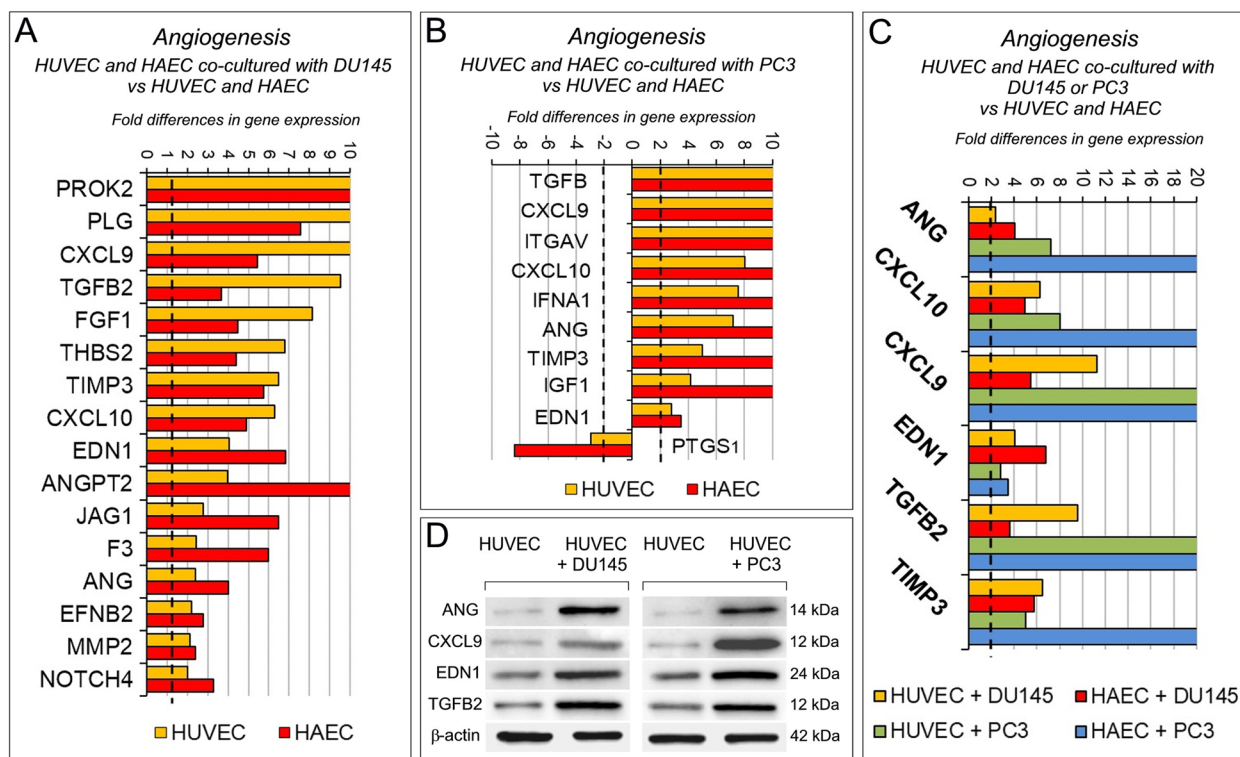 A
Angiogenesis
HUVEC and HAEC co-cultured with DU145
vs HUVEC and HAEC
Fold differences in gene expression
0 1 2 3 4 5 6 7 8 9 10
PROK2
PLG
CXCL9
TGFB2
FGF1
THBS2
TIMP3
CXCL10
EDN1
ANGPT2
JAG1
F3
ANG
EFNB2
MMP2
NOTCH4
HUVEC HAEC
B
Angiogenesis
HUVEC and HAEC co-cultured with PC3
vs HUVEC and HAEC
Fold differences in gene expression
-10 -8 -6 -4 -2 0 2 4 6 8 10
TGFB
CXCL9
ITGAV
CXCL10
IFNA1
ANG
TIMP3
IGF1
EDN1
PTGS1
HUVEC HAEC
D
HUVEC HUVEC + DU145 HUVEC HUVEC + PC3
ANG 14 kDa
CXCL9 12 kDa
EDN1 24 kDa
TGFB2 12 kDa
β-actin 42 kDa
C
Angiogenesis
HUVEC and HAEC co-cultured with
DU145 or PC3
vs HUVEC and HAEC
Fold differences in gene expression
0 2 4 6 8 10 12 14 16 18 20
ANG
CXCL10
CXCL9
EDN1
TGFB2
TIMP3
HUVEC + DU145 HAEC + DU145
HUVEC + PC3 HAEC + PC3